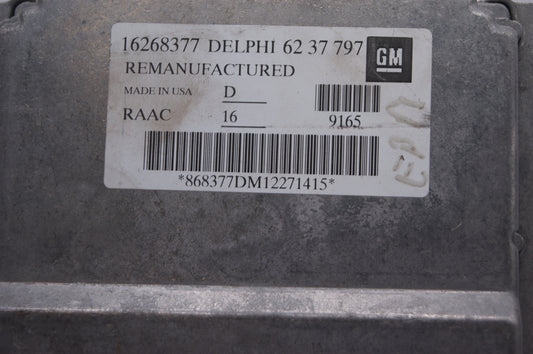 16268377 DELPHI 62 37 797 GM
REMANUFACTURED
MADE IN USA D
RAAC 16 9165
*868377DM12271415*